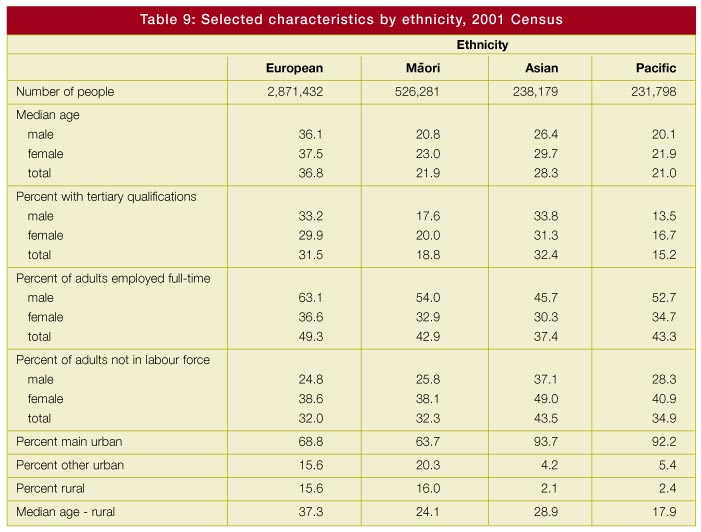 Table 9: Selected characteristics by ethnicity, 2001 Census
Ethnicity
European Māori Asian Pacific
Number of people 2,871,432 526,281 238,179 231,798
Median age
male 36.1 20.8 26.4 20.1
female 37.5 23.0 29.7 21.9
total 36.8 21.9 28.3 21.0
Percent with tertiary qualifications
male 33.2 17.6 33.8 13.5
female 29.9 20.0 31.3 16.7
total 31.5 18.8 32.4 15.2
Percent of adults employed full-time
male 63.1 54.0 45.7 52.7
female 36.6 32.9 30.3 34.7
total 49.3 42.9 37.4 43.3
Percent of adults not in labour force
male 24.8 25.8 37.1 28.3
female 38.6 38.1 49.0 40.9
total 32.0 32.3 43.5 34.9
Percent main urban 68.8 63.7 93.7 92.2
Percent other urban 15.6 20.3 4.2 5.4
Percent rural 15.6 16.0 2.1 2.4
Median age - rural 37.3 24.1 28.9 17.9